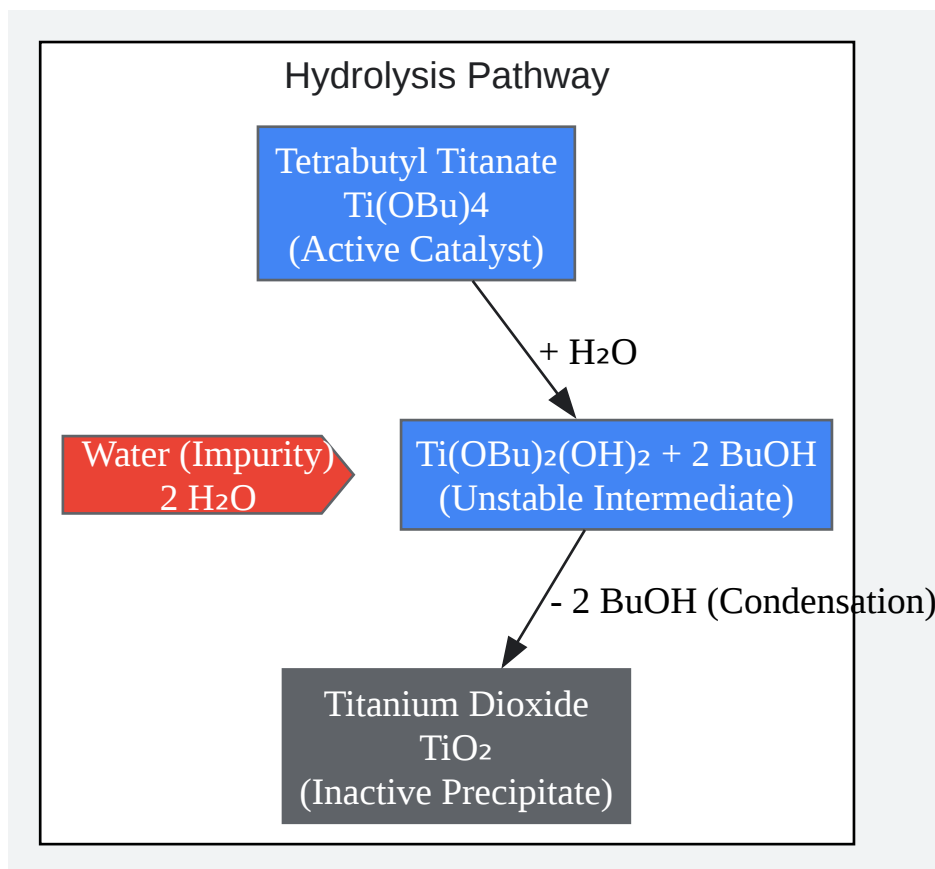 Hydrolysis Pathway
Tetrabutyl Titanate
Ti(OBu)4
(Active Catalyst)
+ H₂O
Water (Impurity)
2 H₂O
Ti(OBu)₂(OH)₂ + 2 BuOH
(Unstable Intermediate)
- 2 BuOH (Condensation)
Titanium Dioxide
TiO₂
(Inactive Precipitate)